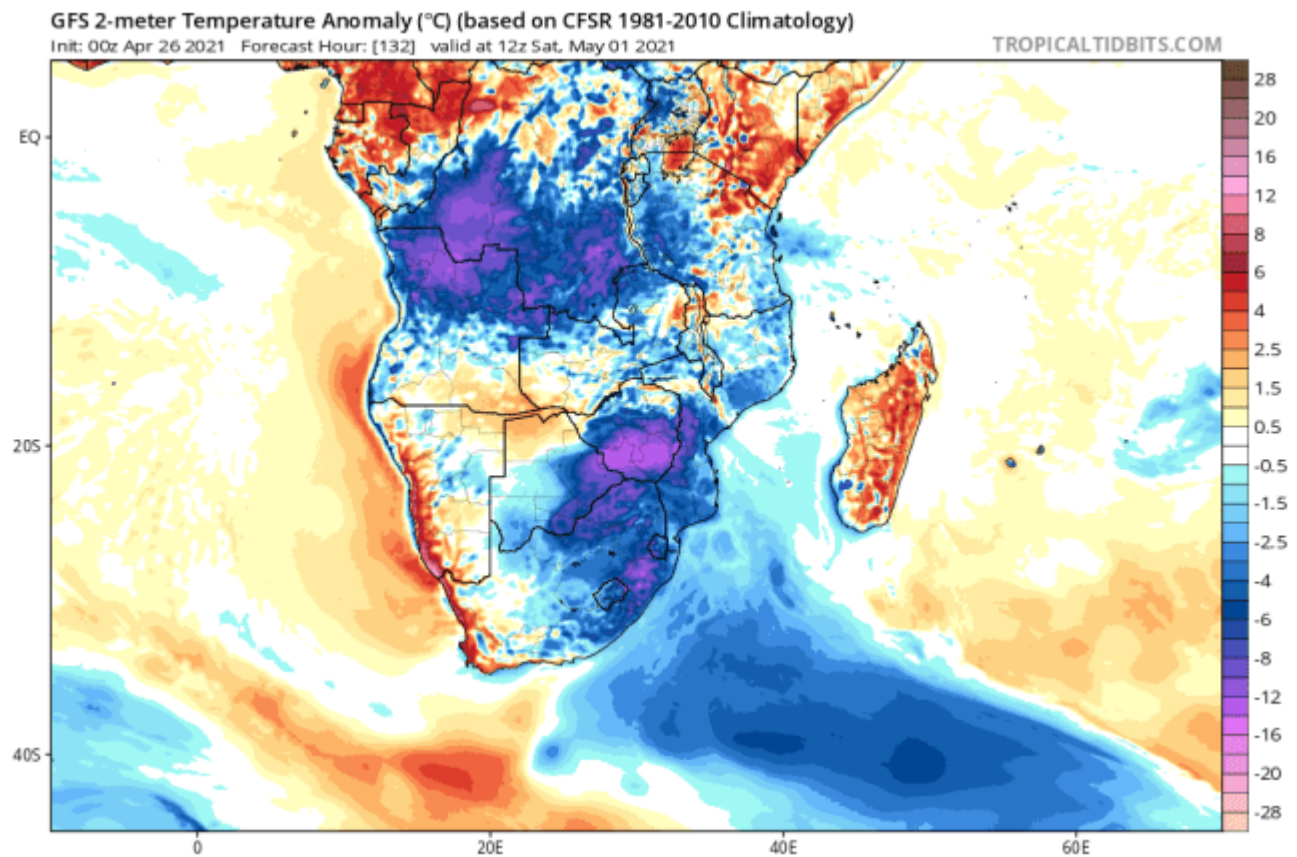 GFS 2-meter Temperature Anomaly (°C) (based on CFSR 1981-2010 Climatology)
Init: 00z Apr 26 2021 Forecast Hour: [132] valid at 12z Sat, May 01 2021
TROPICALTIDBITS.COM
EQ
20S
40S
0
20E
40E
60E
28
20
16
12
8
6
4
2.5
1.5
0.5
-0.5
-1.5
-2.5
-4
-6
-8
-12
-16
-20
-28